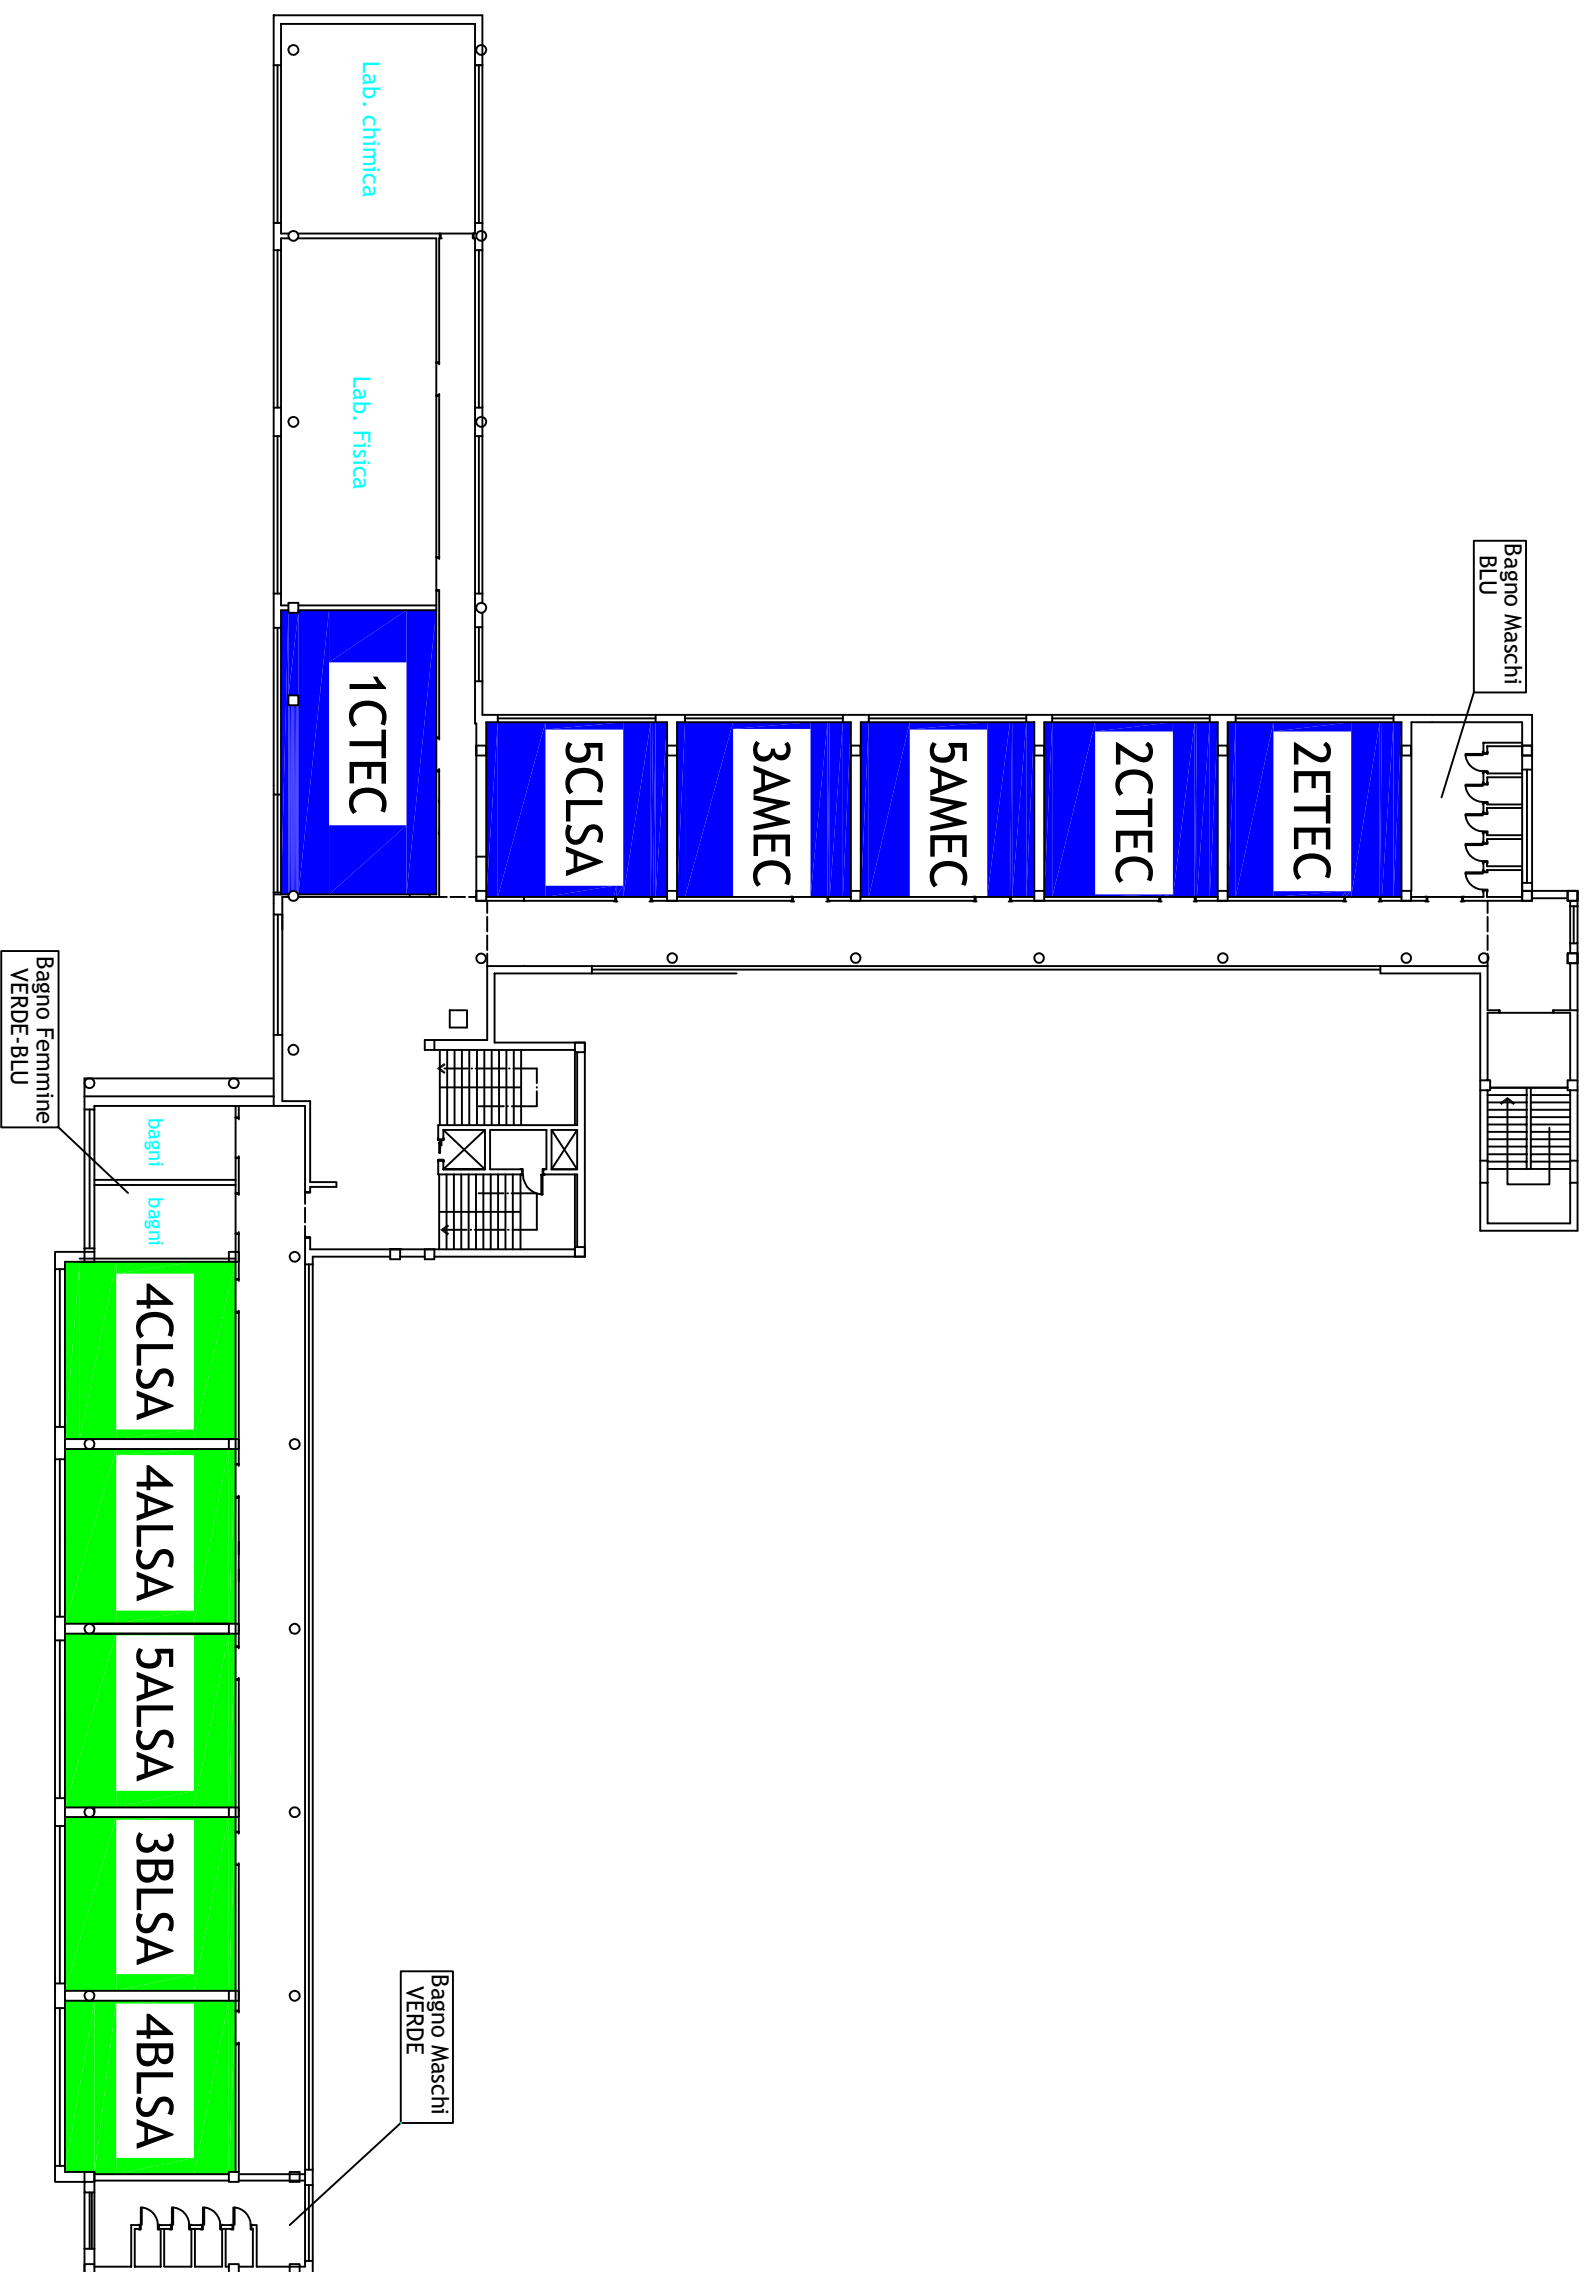 Lab. chimica
Lab. Fisica
1CTEC
5CLSA
3AMEC
5AMEC
2CTEC
2ETEC
Bagno Maschi
BLU
Bagno Femmine
VERDE-BLU
bagni
bagni
4CLSA
4ALSA
5ALSA
3BLSA
4BLSA
Bagno Maschi
VERDE